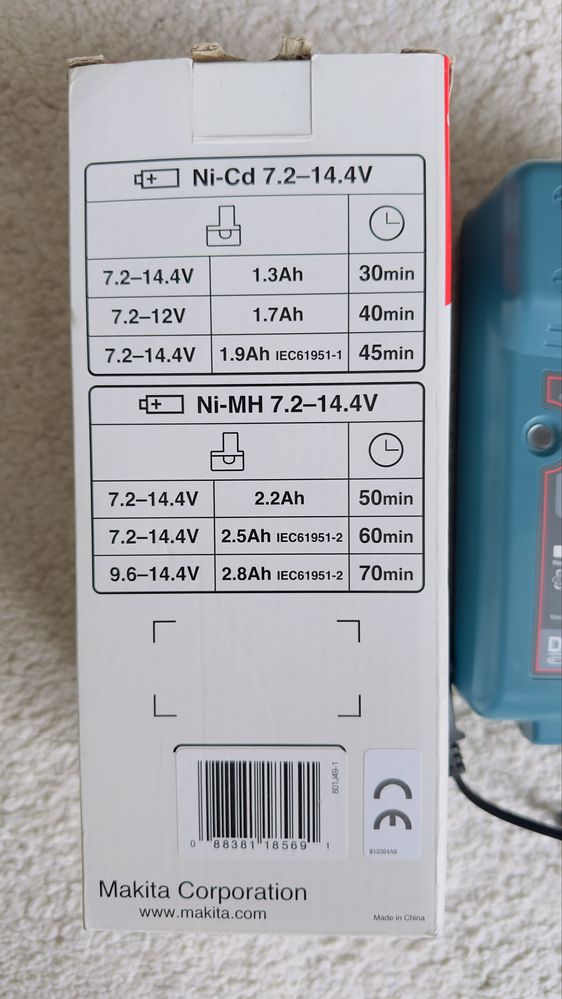 Ni-Cd 7.2–14.4V
7.2–14.4V 1.3Ah 30min
7.2–12V 1.7Ah 40min
7.2–14.4V 1.9Ah IEC61951-1 45min
Ni-MH 7.2–14.4V
7.2–14.4V 2.2Ah 50min
7.2–14.4V 2.5Ah IEC61951-2 60min
9.6–14.4V 2.8Ah IEC61951-2 70min
801J49-1
0 88381 18569 1
CE
Makita Corporation
www.makita.com
Made in China
D